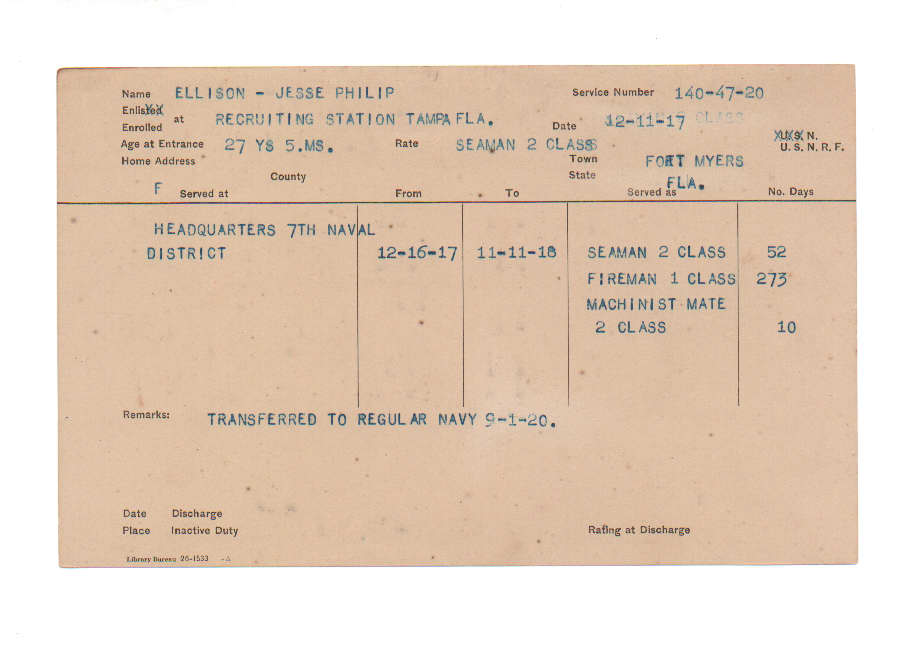 Name ELLISON - JESSE PHILIP Service Number 140-47-20
Enlisted
Enrolled at RECRUITING STATION TAMPA FLA. Date 12-11-17 CLASS
U.S.N.
U.S.N.R.F.
Age at Entrance 27 YS 5.MS. Rate SEAMAN 2 CLASS
Home Address Town FORT MYERS
County State FLA.
F Served at From To Served as No. Days
HEADQUARTERS 7TH NAVAL
DISTRICT 12-16-17 11-11-18 SEAMAN 2 CLASS 52
FIREMAN 1 CLASS 273
MACHINIST MATE
2 CLASS 10
Remarks: TRANSFERRED TO REGULAR NAVY 9-1-20.
Date Discharge
Place Inactive Duty Rating at Discharge
Library Bureau 26-1533